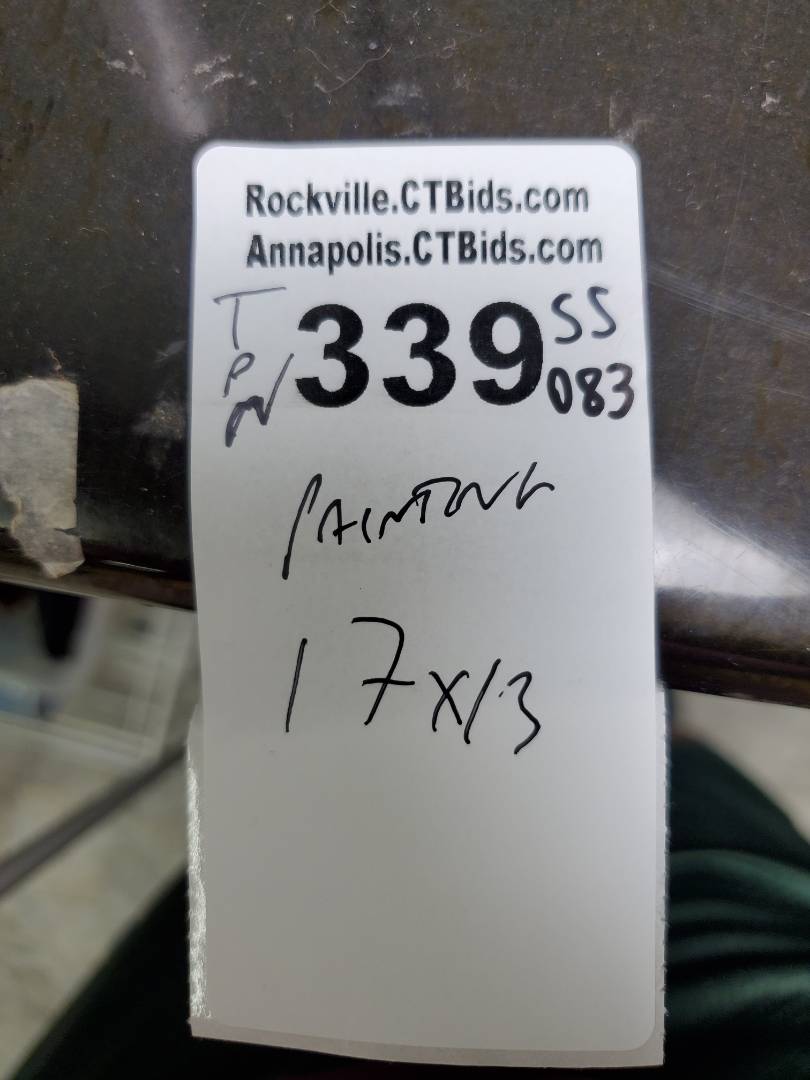 Rockville.CTBids.com
Annapolis.CTBids.com
T
P
N
339
SS
083
PAINTING
17x13